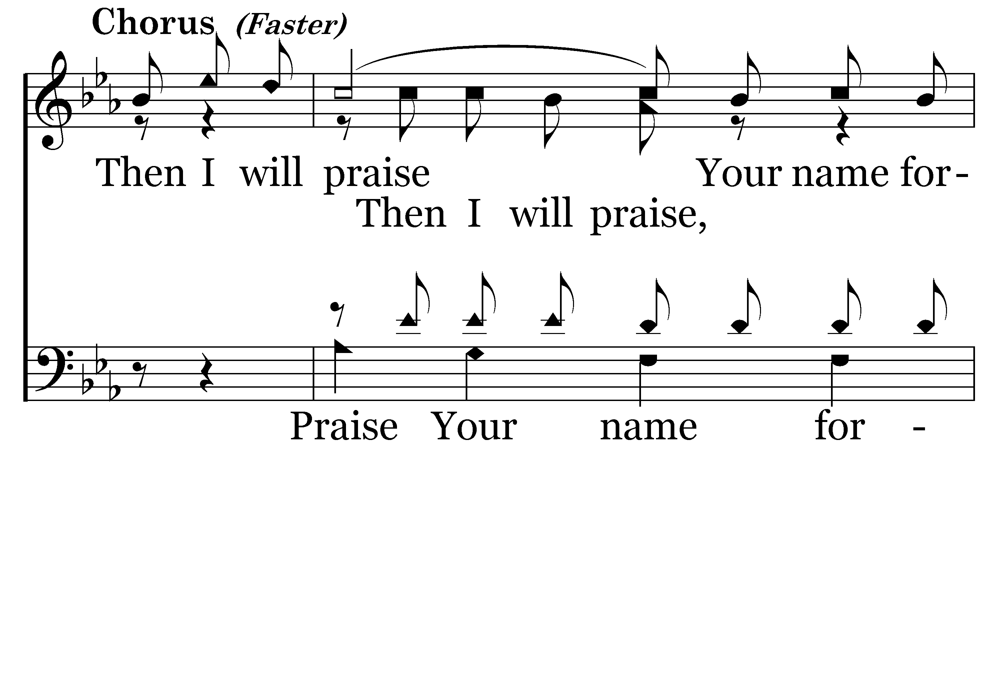 Chorus (Faster)
Then I will praise Your name for-
Then I will praise,
Praise Your name for -